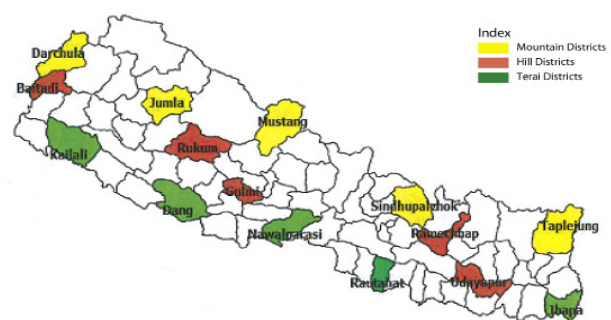 Index
Mountain Districts
Hill Districts
Terai Districts
Darchula
Baitadi
Jumla
Mustang
Kailali
Rukum
Gulmi
Dang
Nawalparasi
Sindhupalchok
Ramechhap
Taplejung
Rautahat
Udayapur
Jhapa